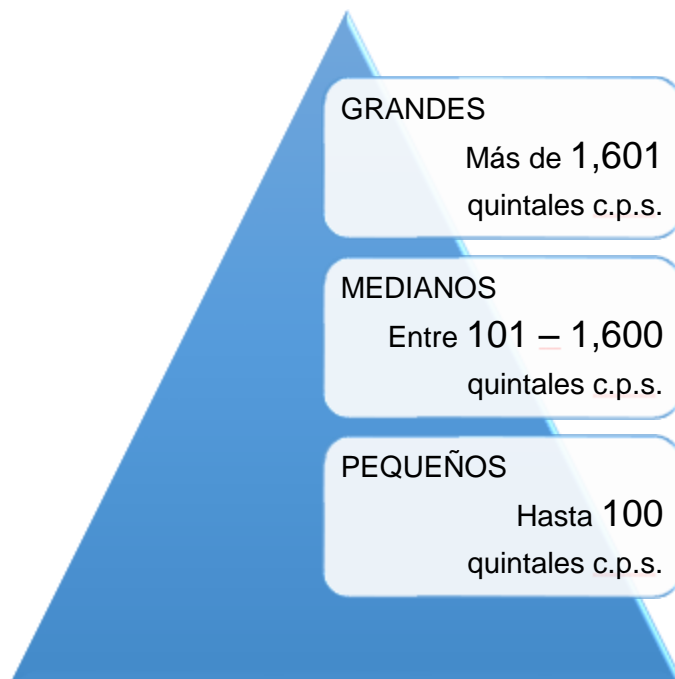 GRANDES
Más de 1,601
quintales c.p.s.
MEDIANOS
Entre 101 – 1,600
quintales c.p.s.
PEQUEÑOS
Hasta 100
quintales c.p.s.